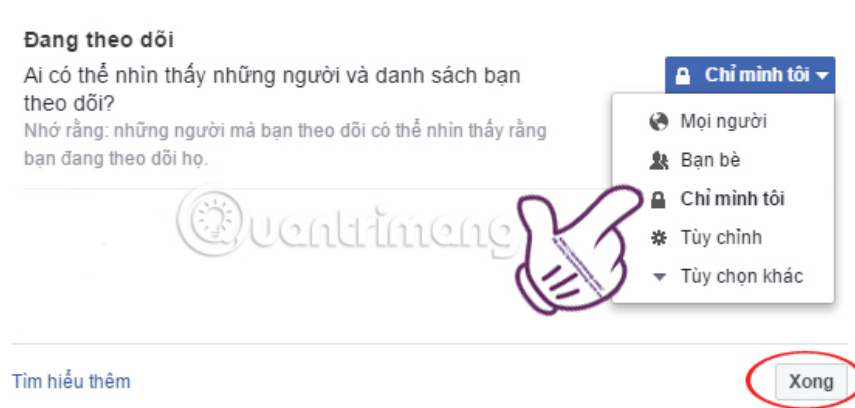 Đang theo dõi
Ai có thể nhìn thấy những người và danh sách bạn
theo dõi?
Nhớ rằng: những người mà bạn theo dõi có thể nhìn thấy rằng
bạn đang theo dõi họ.
Chỉ mình tôi
Mọi người
Bạn bè
Chỉ mình tôi
Tùy chỉnh
Tùy chọn khác
Quantrimang
Tìm hiểu thêm
Xong